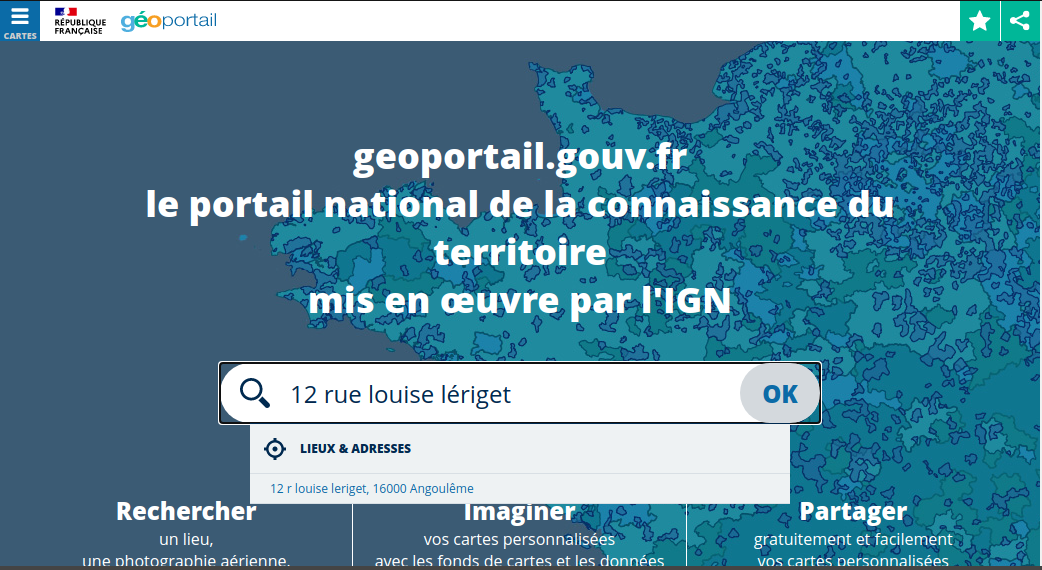 CARTES
RÉPUBLIQUE
FRANÇAISE
géoportail
geoportail.gouv.fr
le portail national de la connaissance du
territoire
mis en œuvre par l'IGN
12 rue louise lériget
OK
LIEUX & ADRESSES
12 r louise leriget, 16000 Angoulême
Rechercher
un lieu,
une photographie aérienne,
Imaginer
vos cartes personnalisées
avec les fonds de cartes et les données
Partager
gratuitement et facilement
vos cartes personnalisées